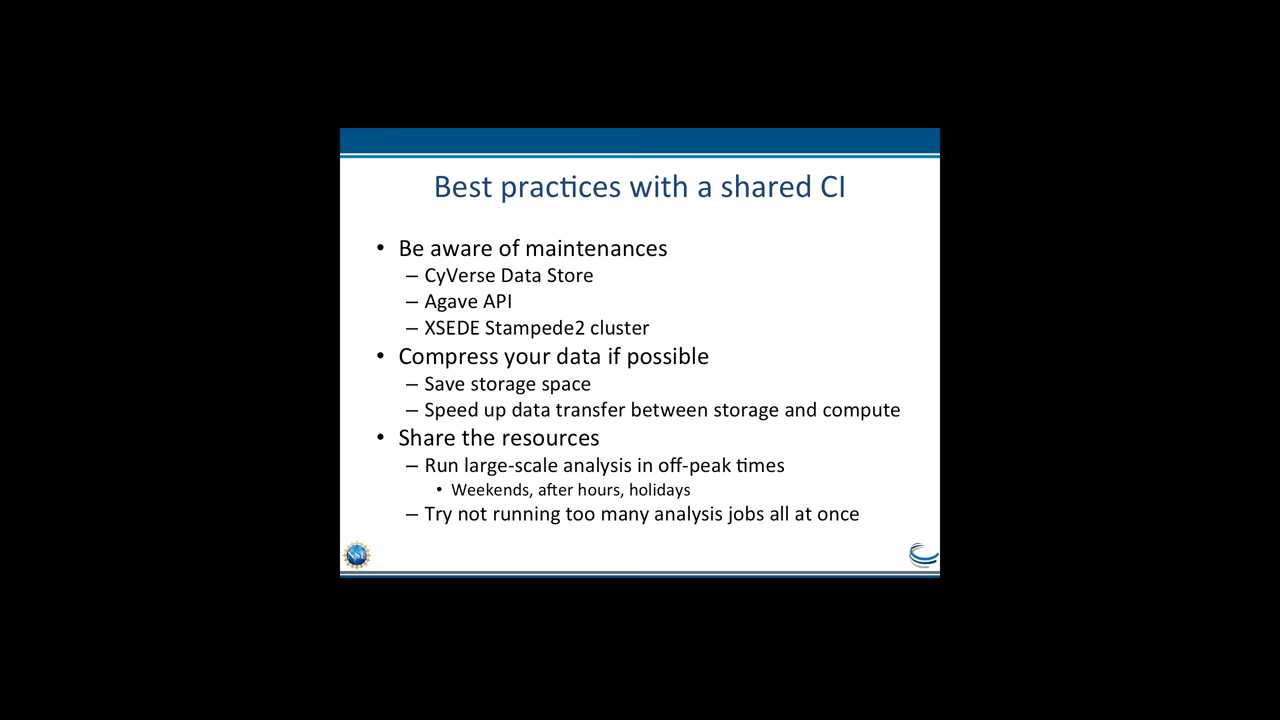 Best practices with a shared CI
• Be aware of maintenances
– CyVerse Data Store
– Agave API
– XSEDE Stampede2 cluster
• Compress your data if possible
– Save storage space
– Speed up data transfer between storage and compute
• Share the resources
– Run large-scale analysis in off-peak times
• Weekends, after hours, holidays
– Try not running too many analysis jobs all at once
NSF